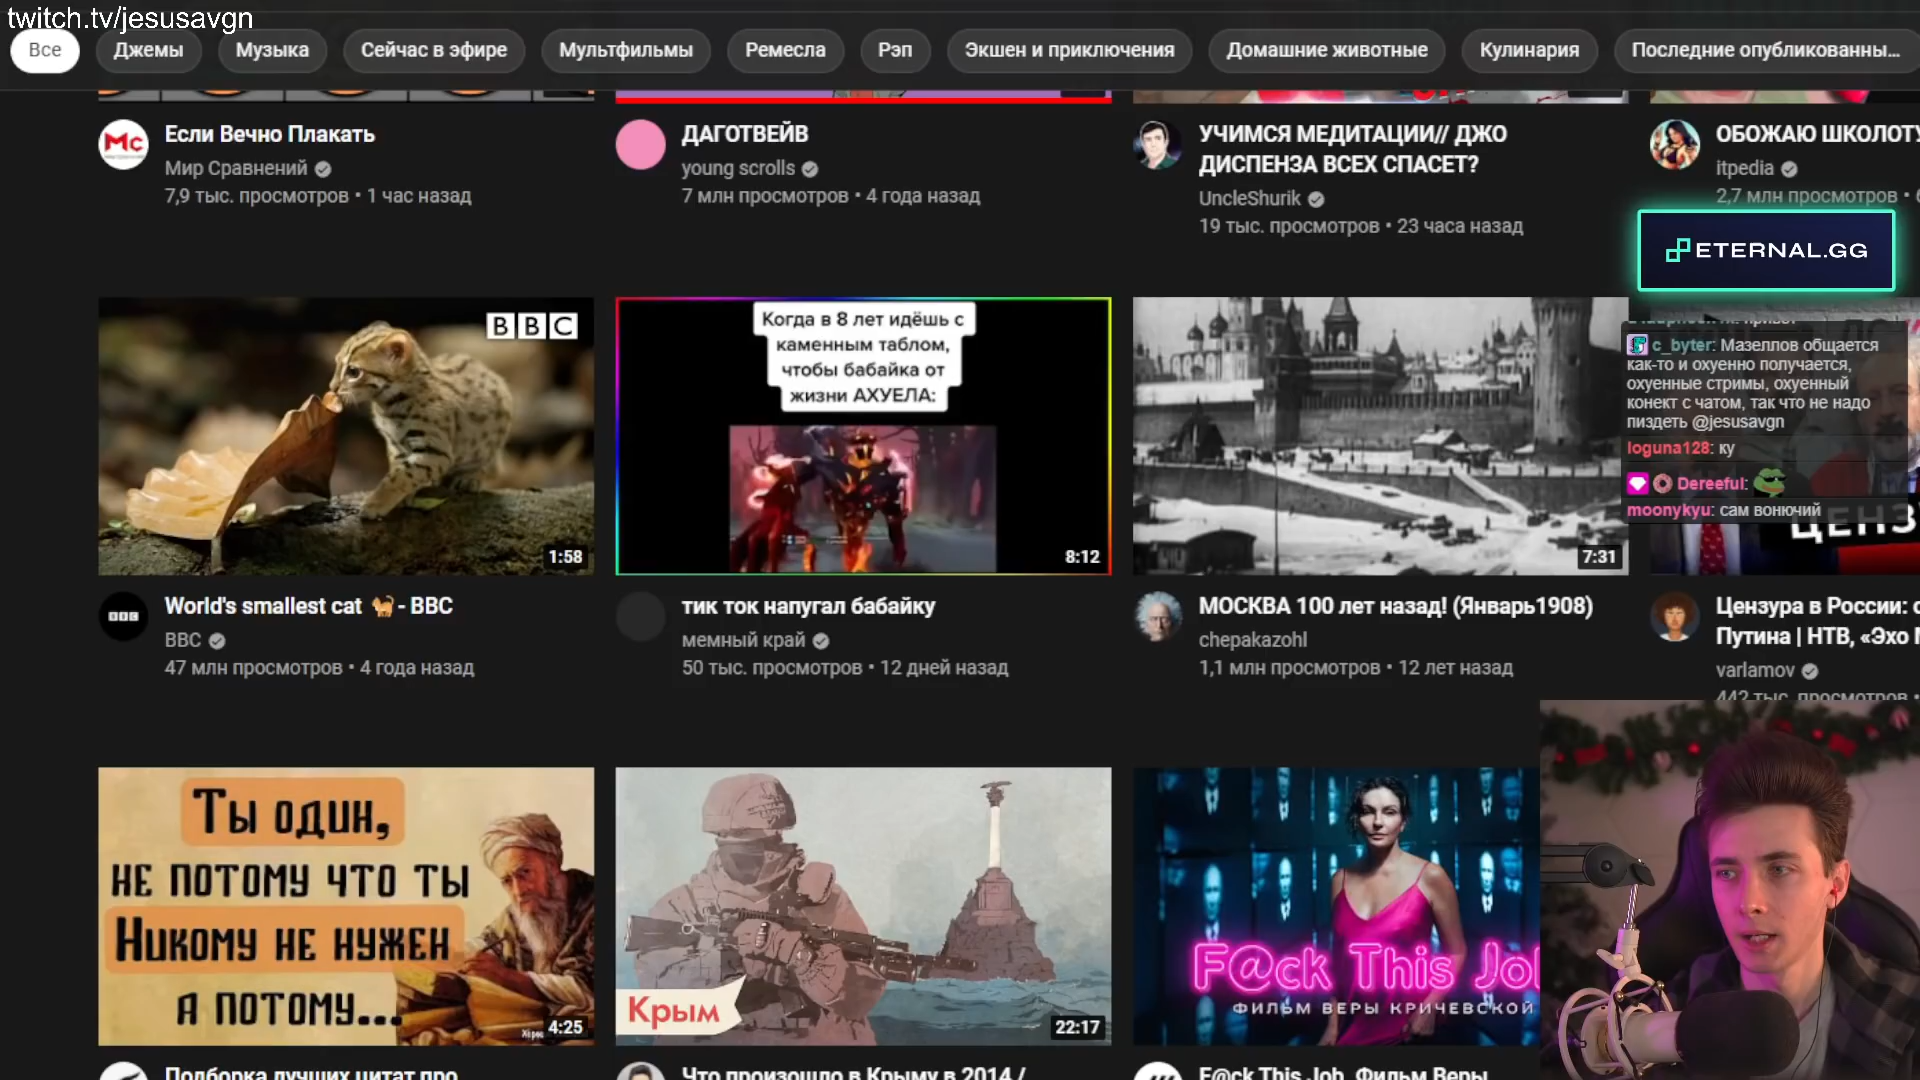 twitch.tv/jesusavgn
Все
Джемы
Музыка
Сейчас в эфире
Мультфильмы
Ремесла
Рэп
Экшен и приключения
Домашние животные
Кулинария
Последние опубликованны...
Мс
Если Вечно Плакать
Мир Сравнений
7,9 тыс. просмотров • 1 час назад
ДАГОТВЕЙВ
young scrolls
7 млн просмотров • 4 года назад
УЧИМСЯ МЕДИТАЦИИ// ДЖО
ДИСПЕНЗА ВСЕХ СПАСЕТ?
UncleShurik
19 тыс. просмотров • 23 часа назад
ОБОЖАЮ ШКОЛОТУ
itpedia
2,7 млн просмотров •
ETERNAL.GG
BBC
1:58
Когда в 8 лет идёшь с
каменным таблом,
чтобы бабайка от
жизни АХУЕЛА:
8:12
7:31
c_byter: Мазеллов общается
как-то и охуенно получается,
охуенные стримы, охуенный
конект с чатом, так что не надо
пиздеть @jesusavgn
loguna128: ку
Dereeful:
moonykyu: сам вонючий
ЦЕНЗ
BBC
World's smallest cat 🐈 - BBC
BBC
47 млн просмотров • 4 года назад
тик ток напугал бабайку
мемный край
50 тыс. просмотров • 12 дней назад
МОСКВА 100 лет назад! (Январь1908)
chepakazohl
1,1 млн просмотров • 12 лет назад
Цензура в России:
Путина | НТВ, «Эхо
varlamov
442 тыс. просмотров •
Ты один,
не потому что ты
Никому не нужен
а потому...
4:25
Крым
22:17
F@ck This Jo
ФИЛЬМ ВЕРЫ КРИЧЕВСКОЙ
Подборка лучших цитат про
Что произошло в Крыму в 2014 /
F@ck This Job. Фильм Веры